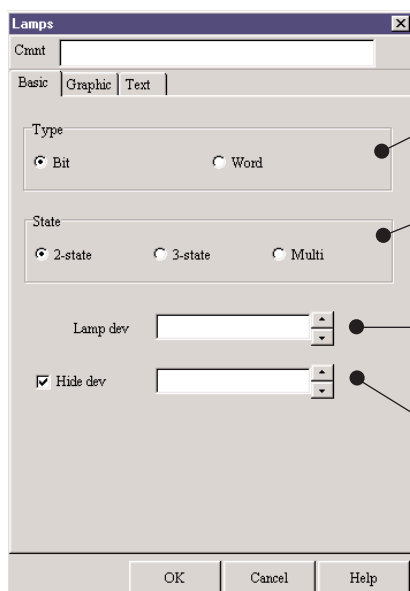 Lamps
Cmnt
Basic Graphic Text
Type
Bit Word
State
2-state 3-state Multi
Lamp dev
Hide dev
OK Cancel Help